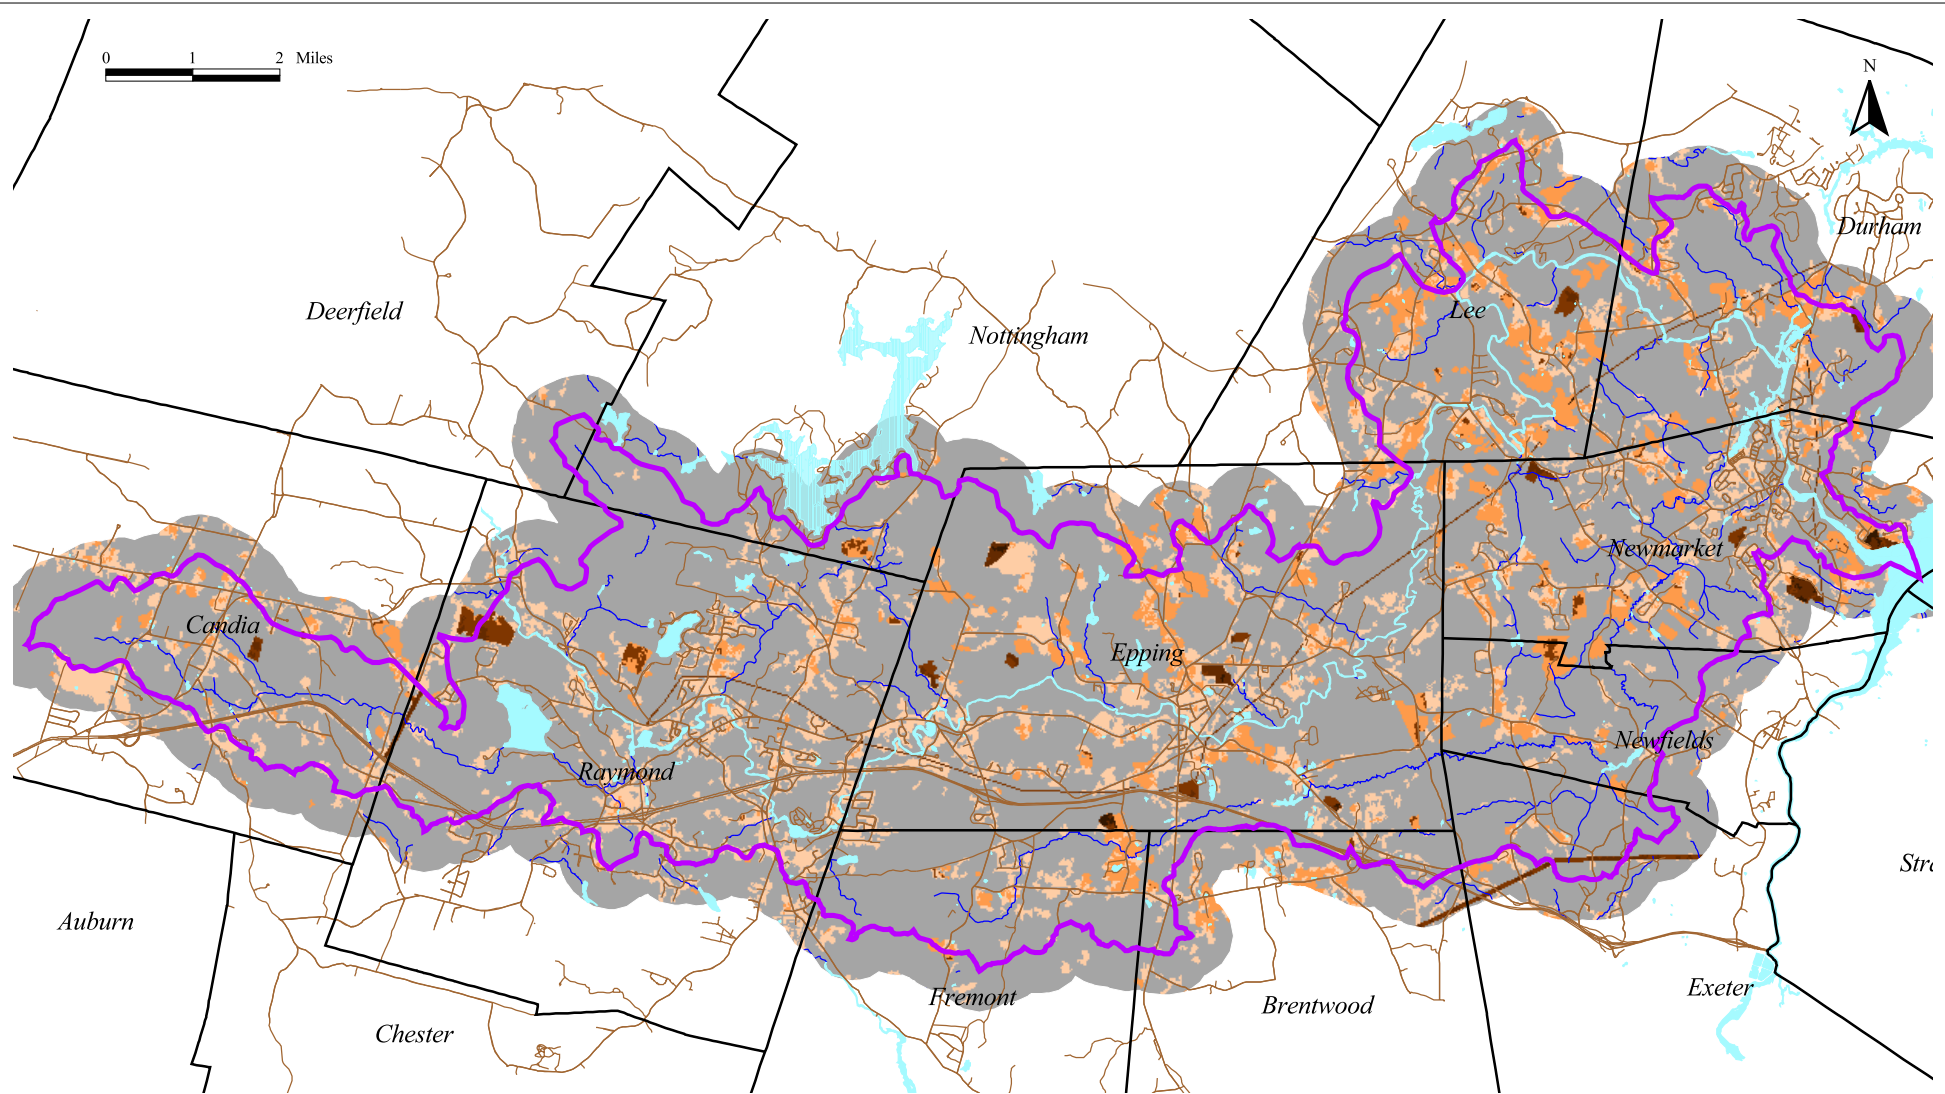 0 1 2 Miles
N
Durham
Deerfield
Lee
Nottingham
Newmarket
Candia
Epping
Newfields
Raymond
Auburn
Fremont
Exeter
Brentwood
Chester